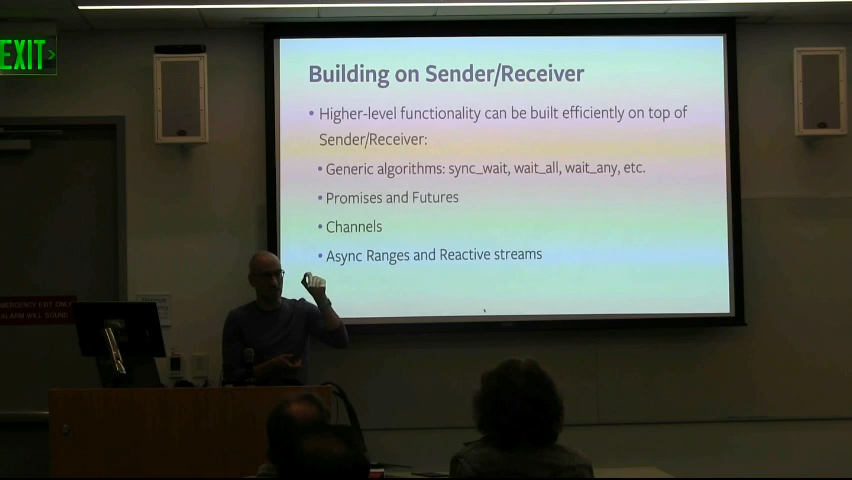 EXIT
Building on Sender/Receiver
• Higher-level functionality can be built efficiently on top of
Sender/Receiver:
• Generic algorithms: sync_wait, wait_all, wait_any, etc.
• Promises and Futures
• Channels
• Async Ranges and Reactive streams
EMERGENCY EXIT ONLY
ALARM WILL SOUND